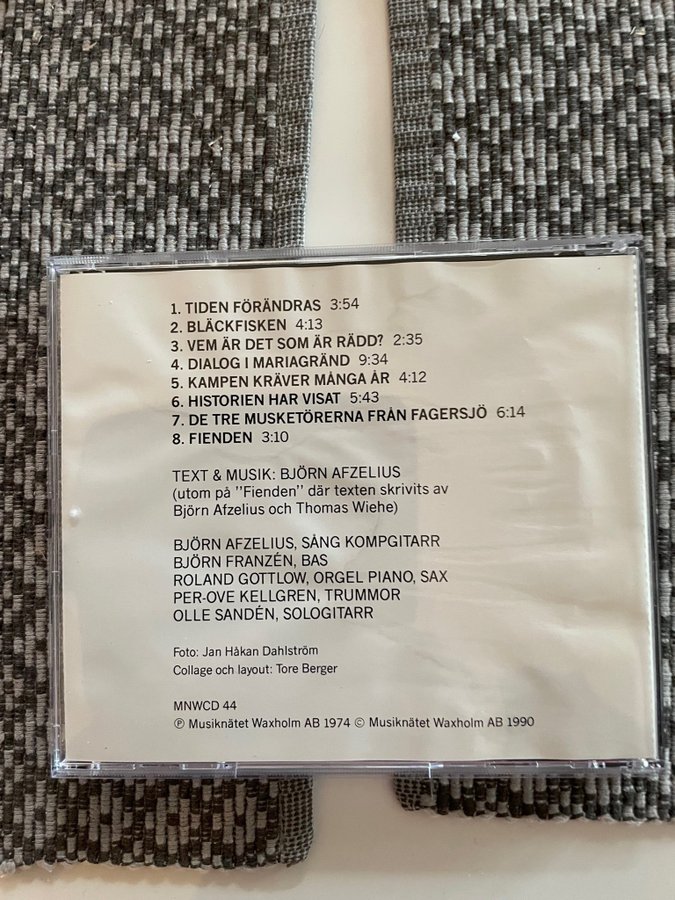 1. TIDEN FÖRÄNDRAS 3:54
2. BLÄCKFISKEN 4:13
3. VEM ÄR DET SOM ÄR RÄDD? 2:35
4. DIALOG I MARIAGRÄND 9:34
5. KAMPEN KRÄVER MÅNGA ÅR 4:12
6. HISTORIEN HAR VISAT 5:43
7. DE TRE MUSKETÖRERNA FRÅN FAGERSJÖ 6:14
8. FIENDEN 3:10
TEXT & MUSIK: BJÖRN AFZELIUS
(utom på ”Fienden” där texten skrivits av
Björn Afzelius och Thomas Wiehe)
BJÖRN AFZELIUS, SÅNG KOMPGITARR
BJÖRN FRANZÉN, BAS
ROLAND GOTTLOW, ORGEL PIANO, SAX
PER-OVE KELLGREN, TRUMMOR
OLLE SANDÉN, SOLOGITARR
Foto: Jan Håkan Dahlström
Collage och layout: Tore Berger
MNWCD 44
℗ Musiknätet Waxholm AB 1974 © Musiknätet Waxholm AB 1990